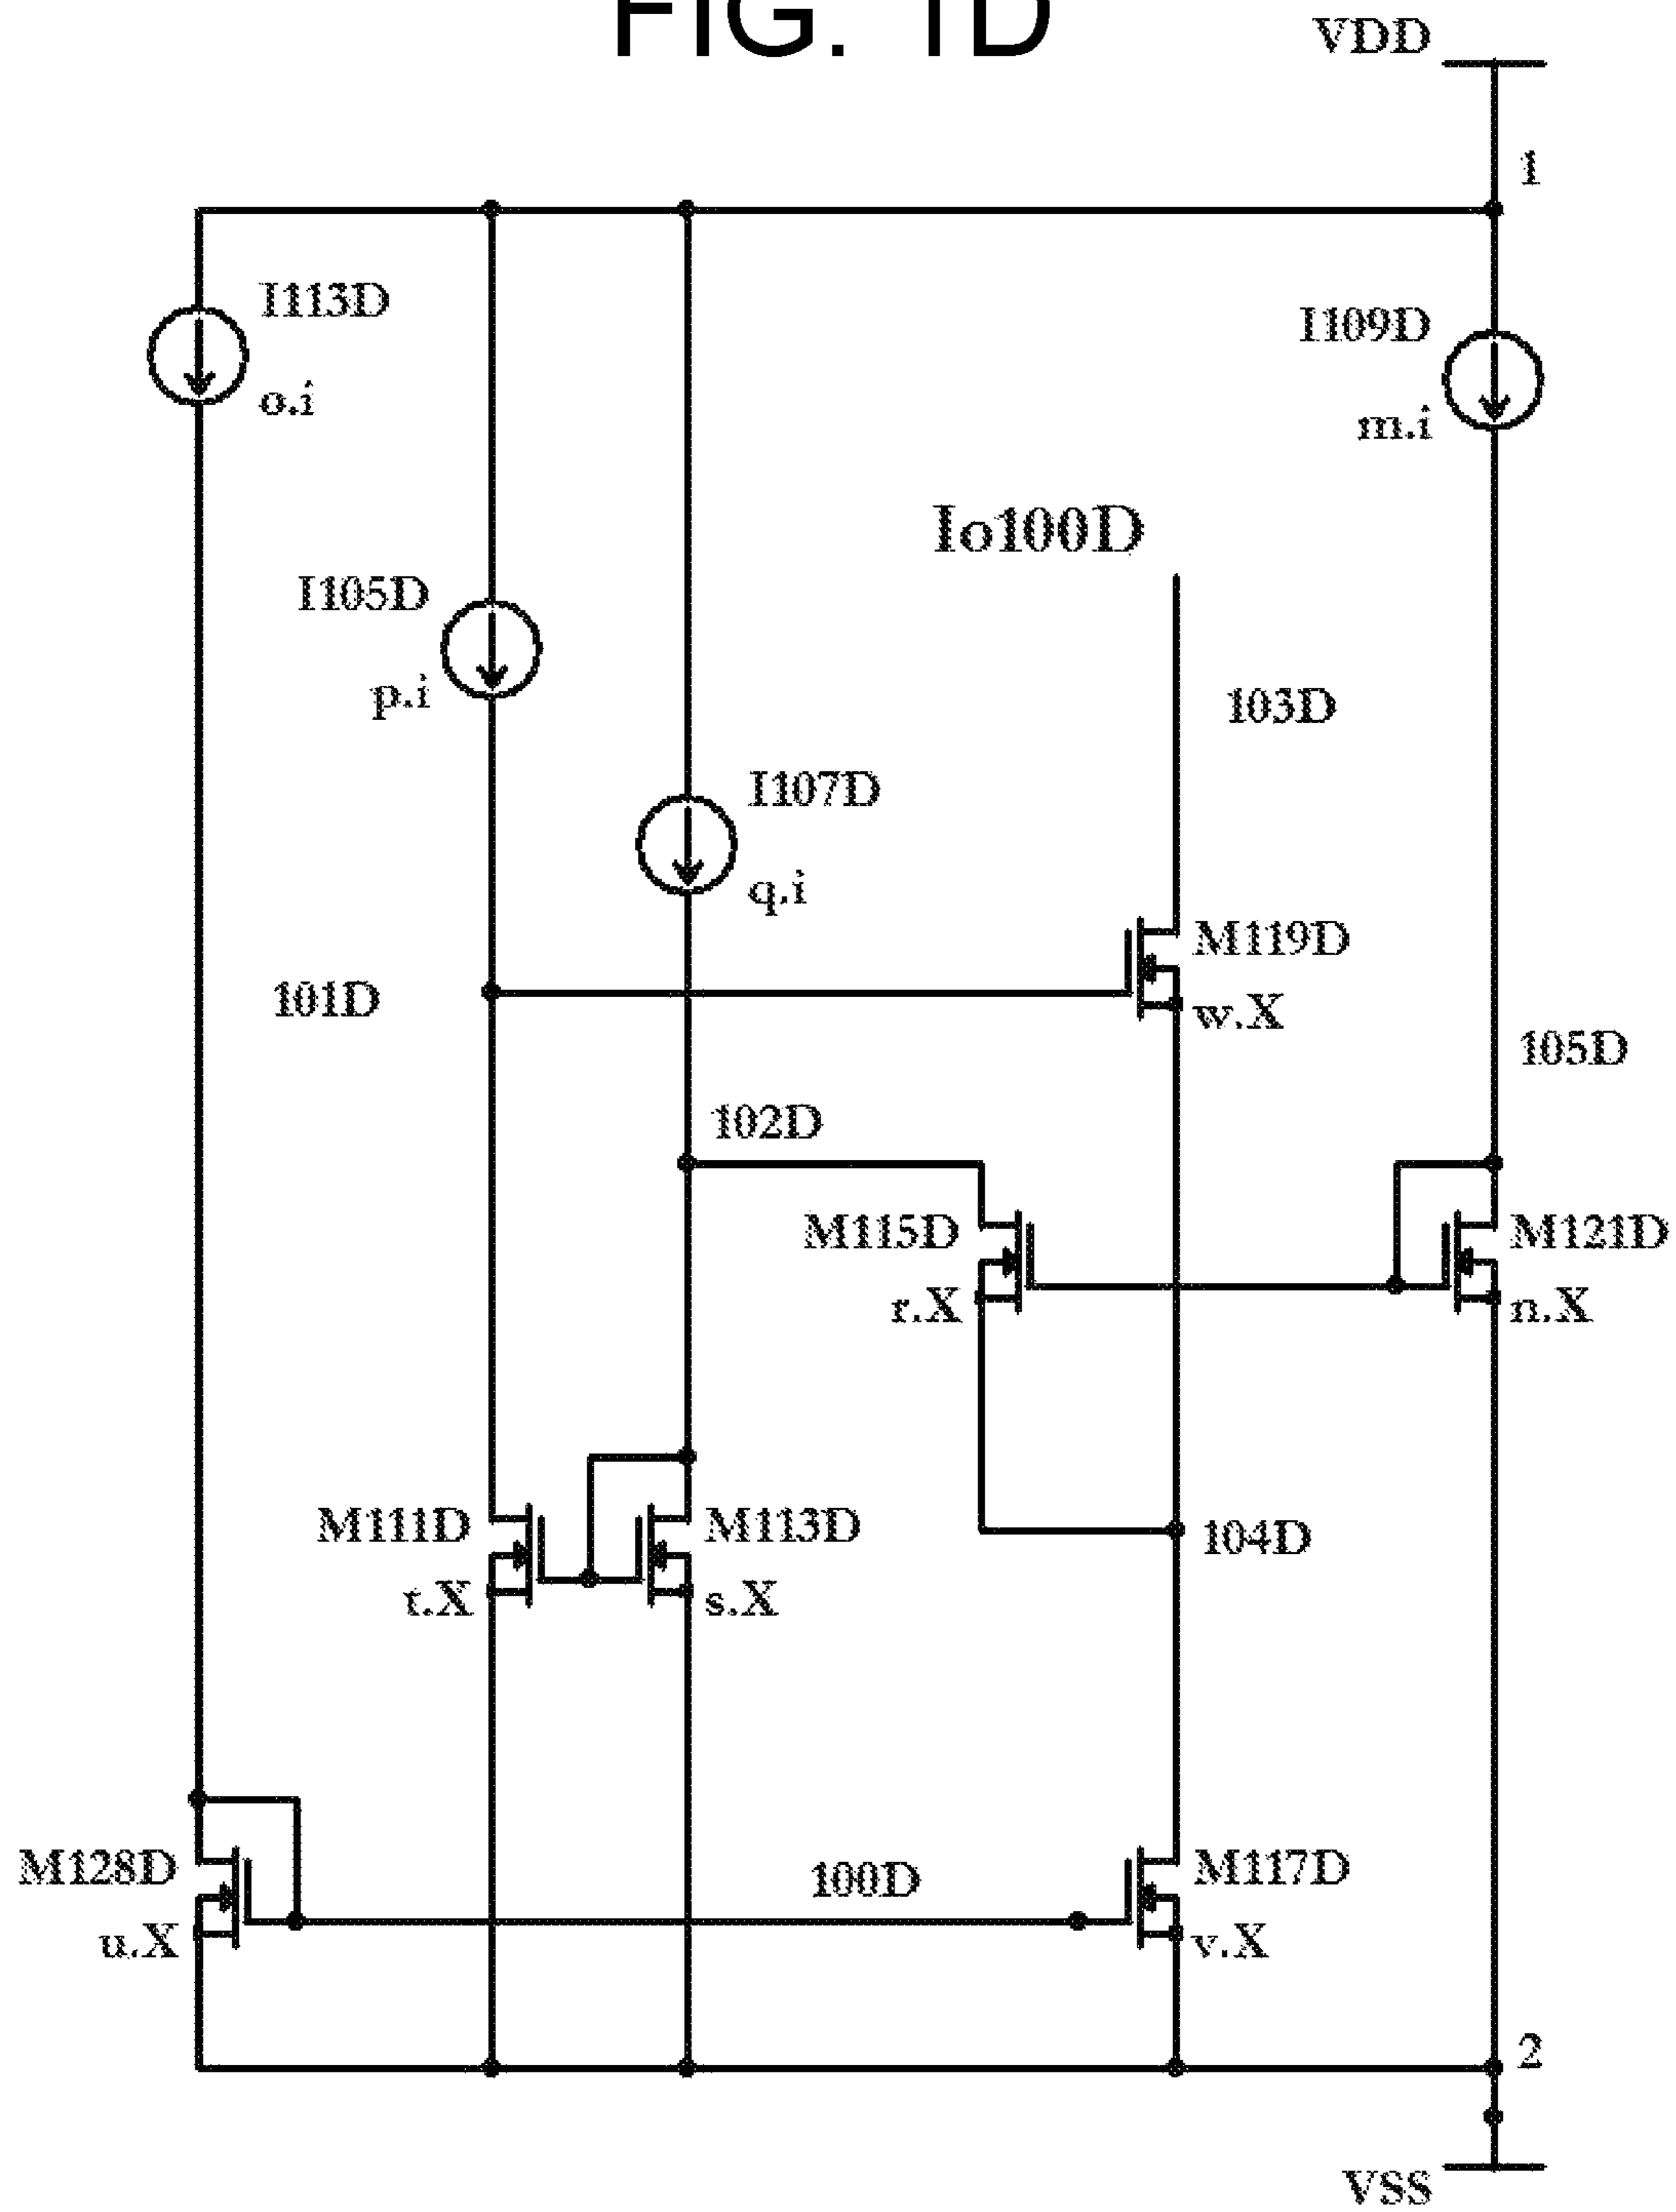 FIG. 1D
VDD
1
I113D
o.i
I109D
m.i
Io100D
I105D
p.i
103D
I107D
q.i
M119D
w.X
101D
105D
102D
M115D
r.X
M121D
n.X
M111D
t.X
M113D
s.X
104D
M128D
u.X
100D
M117D
v.X
2
VSS